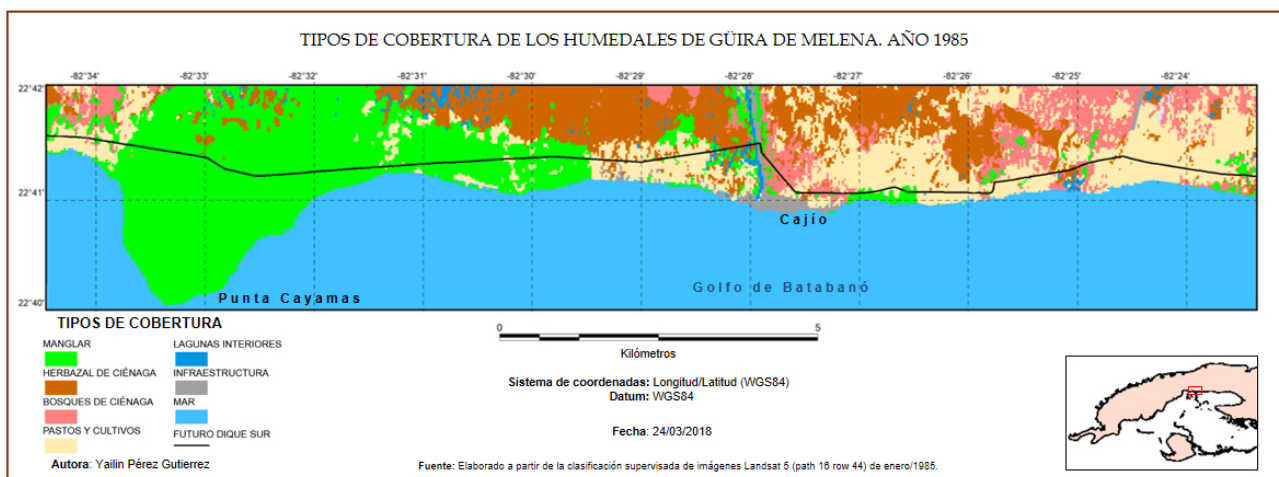 TIPOS DE COBERTURA DE LOS HUMEDALES DE GÜIRA DE MELENA. AÑO 1985
-82°34' -82°33' -82°32' -82°31' -82°30' -82°29' -82°28' -82°27' -82°26' -82°25' -82°24'
22°42'
22°41'
22°40'
Cajío
Golfo de Batabanó
Punta Cayamas
TIPOS DE COBERTURA
MANGLAR
HERBAZAL DE CIÉNAGA
BOSQUES DE CIÉNAGA
PASTOS Y CULTIVOS
LAGUNAS INTERIORES
INFRAESTRUCTURA
MAR
FUTURO DIQUE SUR
Autora: Yailin Pérez Gutierrez
0 5
Kilómetros
Sistema de coordenadas: Longitud/Latitud (WGS84)
Datum: WGS84
Fecha: 24/03/2018
Fuente: Elaborado a partir de la clasificación supervisada de imágenes Landsat 5 (path 16 row 44) de enero/1985.